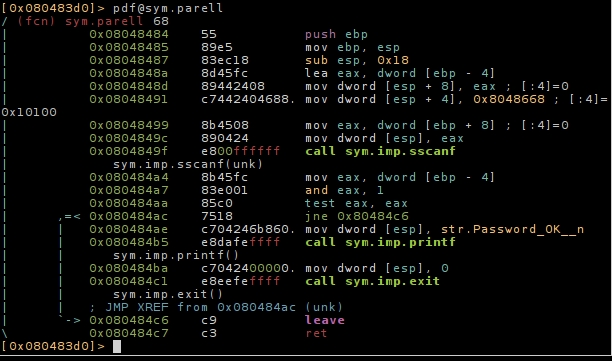 [0x080483d0]> pdf@sym.parell
/ (fcn) sym.parell 68
| 0x08048484 55 push ebp
| 0x08048485 89e5 mov ebp, esp
| 0x08048487 83ec18 sub esp, 0x18
| 0x0804848a 8d45fc lea eax, dword [ebp - 4]
| 0x0804848d 89442408 mov dword [esp + 8], eax ; [:4]=0
| 0x08048491 c7442404688. mov dword [esp + 4], 0x8048668 ; [:4]=
0x10100
| 0x08048499 8b4508 mov eax, dword [ebp + 8] ; [:4]=0
| 0x0804849c 890424 mov dword [esp], eax
| 0x0804849f e800ffffff call sym.imp.sscanf
| sym.imp.sscanf(unk)
| 0x080484a4 8b45fc mov eax, dword [ebp - 4]
| 0x080484a7 83e001 and eax, 1
| 0x080484aa 85c0 test eax, eax
| ,=< 0x080484ac 7518 jne 0x80484c6
| | 0x080484ae c704246b860. mov dword [esp], str.Password_OK__n
| | 0x080484b5 e8dafeffff call sym.imp.printf
| | sym.imp.printf()
| | 0x080484ba c7042400000. mov dword [esp], 0
| | 0x080484c1 e8eefeffff call sym.imp.exit
| | sym.imp.exit()
| | ; JMP XREF from 0x080484ac (unk)
| `-> 0x080484c6 c9 leave
\ 0x080484c7 c3 ret
[0x080483d0]>